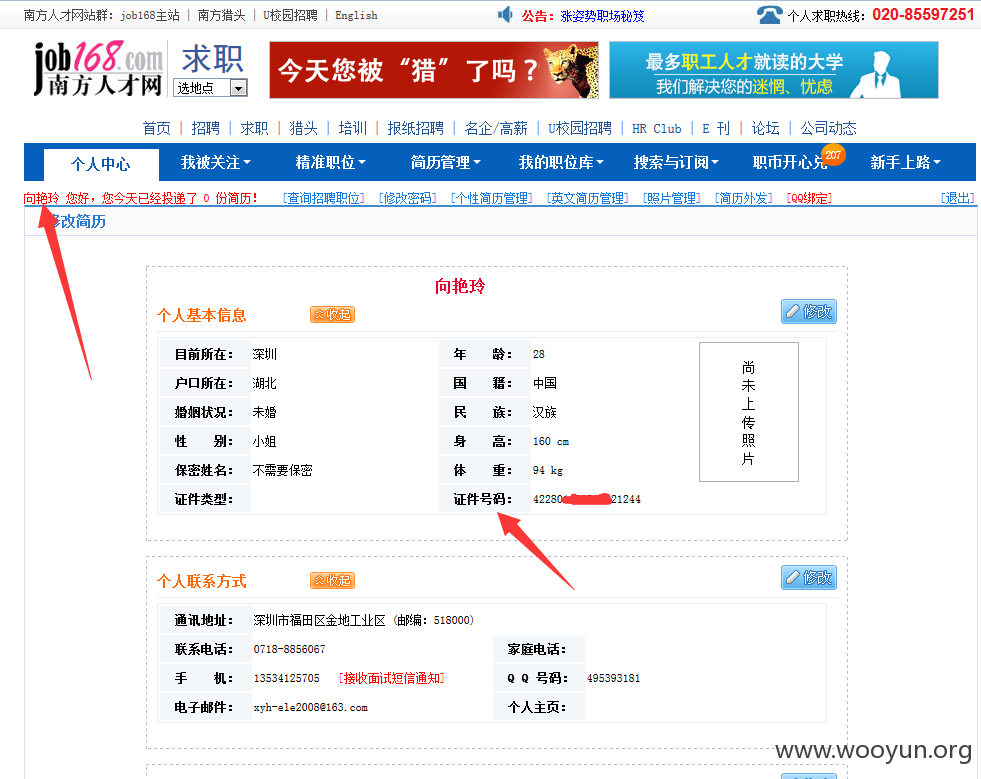 南方人才网网站群: job168主站 | 南方猎头 | U校园招聘 | English 公告: 涨姿势职场秘笈 个人求职热线: 020-85597251
job168.com 南方人才网 求职 选地点
今天您被“猎”了吗？
最多职工人才就读的大学
我们解决您的迷惘、忧虑
首页 | 招聘 | 求职 | 猎头 | 培训 | 报纸招聘 | 名企/高薪 | U校园招聘 | HR Club | E 刊 | 论坛 | 公司动态
个人中心 我被关注 精准职位 简历管理 我的职位库 搜索与订阅 职币开心兑 207 新手上路
向艳玲 您好，您今天已经投递了 0 份简历! [查询招聘职位] [修改密码] [个性简历管理] [英文简历管理] [照片管理] [简历外发] [QQ绑定] [退出]
修改简历
向艳玲
个人基本信息 收起 修改
目前所在: 深圳 年 龄: 28
户口所在: 湖北 国 籍: 中国
婚姻状况: 未婚 民 族: 汉族
性 别: 小姐 身 高: 160 cm
保密姓名: 不需要保密 体 重: 94 kg
证件类型: 证件号码: 42280 21244
尚未上传照片
个人联系方式 收起 修改
通讯地址: 深圳市福田区金地工业区 (邮编: 518000)
联系电话: 0718-8856067 家庭电话:
手 机: 13534125705 [接收面试短信通知] Q Q 号码: 495393181
电子邮件: xyh-ele2008@163.com 个人主页:
www.wooyun.org